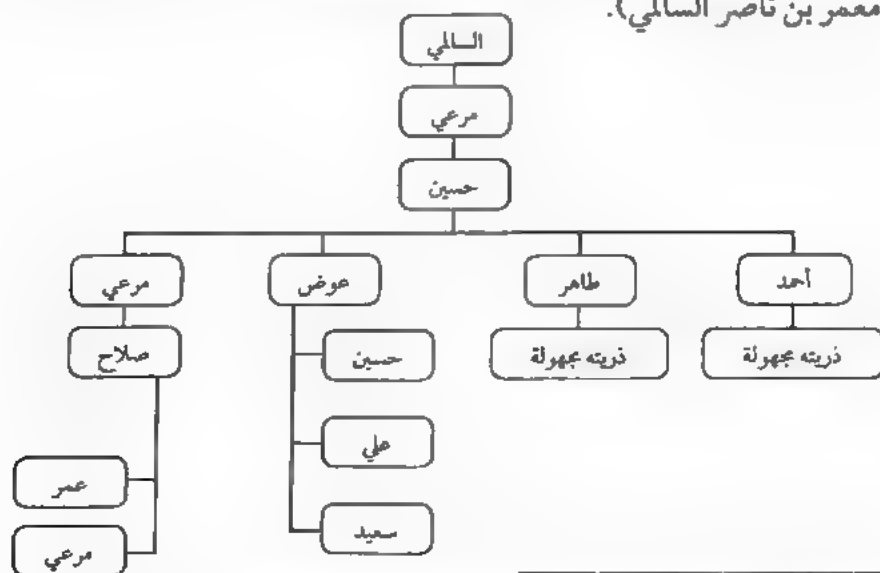 معمر بن ناصر السالمي).
السالمي
مرعي
حسين
أحمد
طاهر
عوض
مرعي
ذريته مجهولة
ذريته مجهولة
حسين
صلاح
علي
عمر
سعيد
مرعي